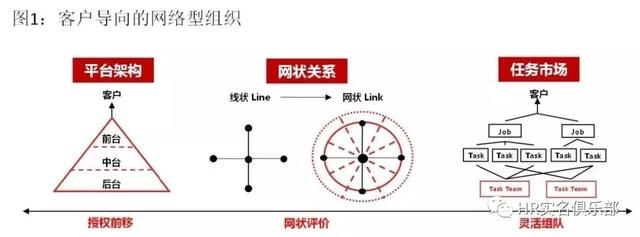 图1：客户导向的网络型组织
平台架构
客户
前台
中台
后台
授权前移
网状关系
线状 Line
网状 Link
网状评价
任务市场
客户
Job
Job
Task
Task
Task
Task
Task
Task Team
Task Team
灵活组队
HR实名俱乐部